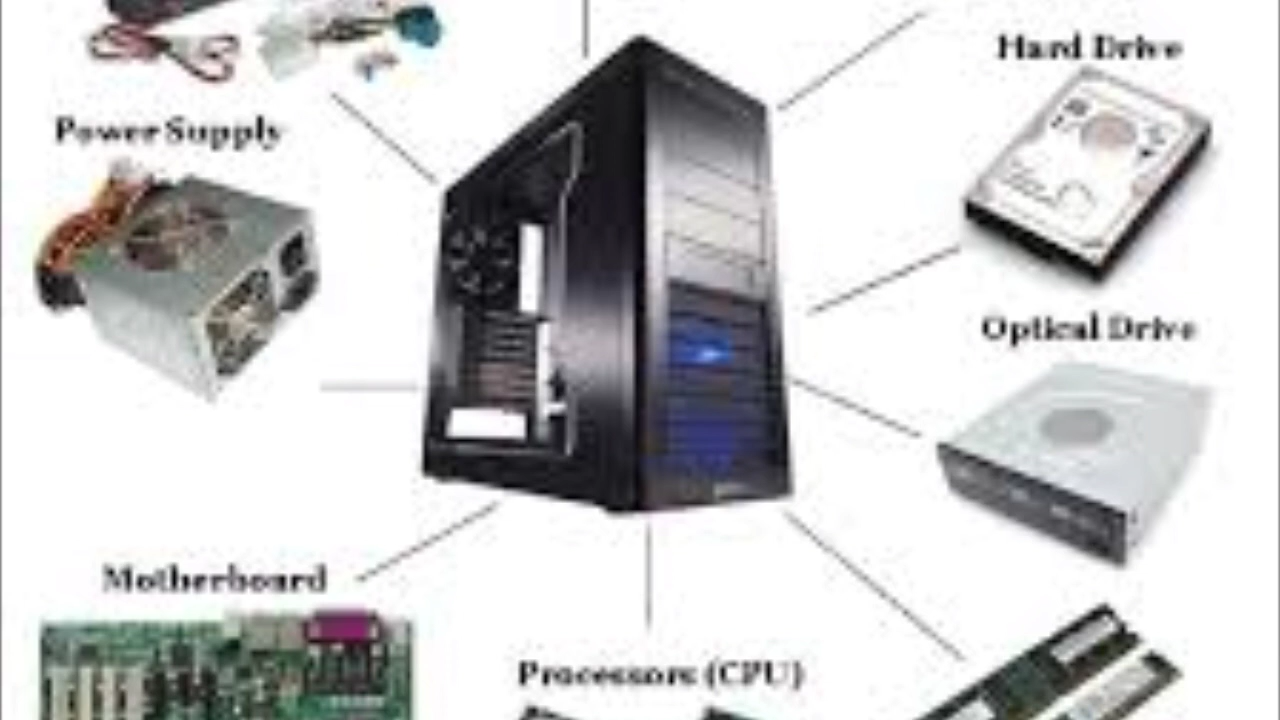 Hard Drive
Power Supply
Optical Drive
Motherboard
Processors (CPU)